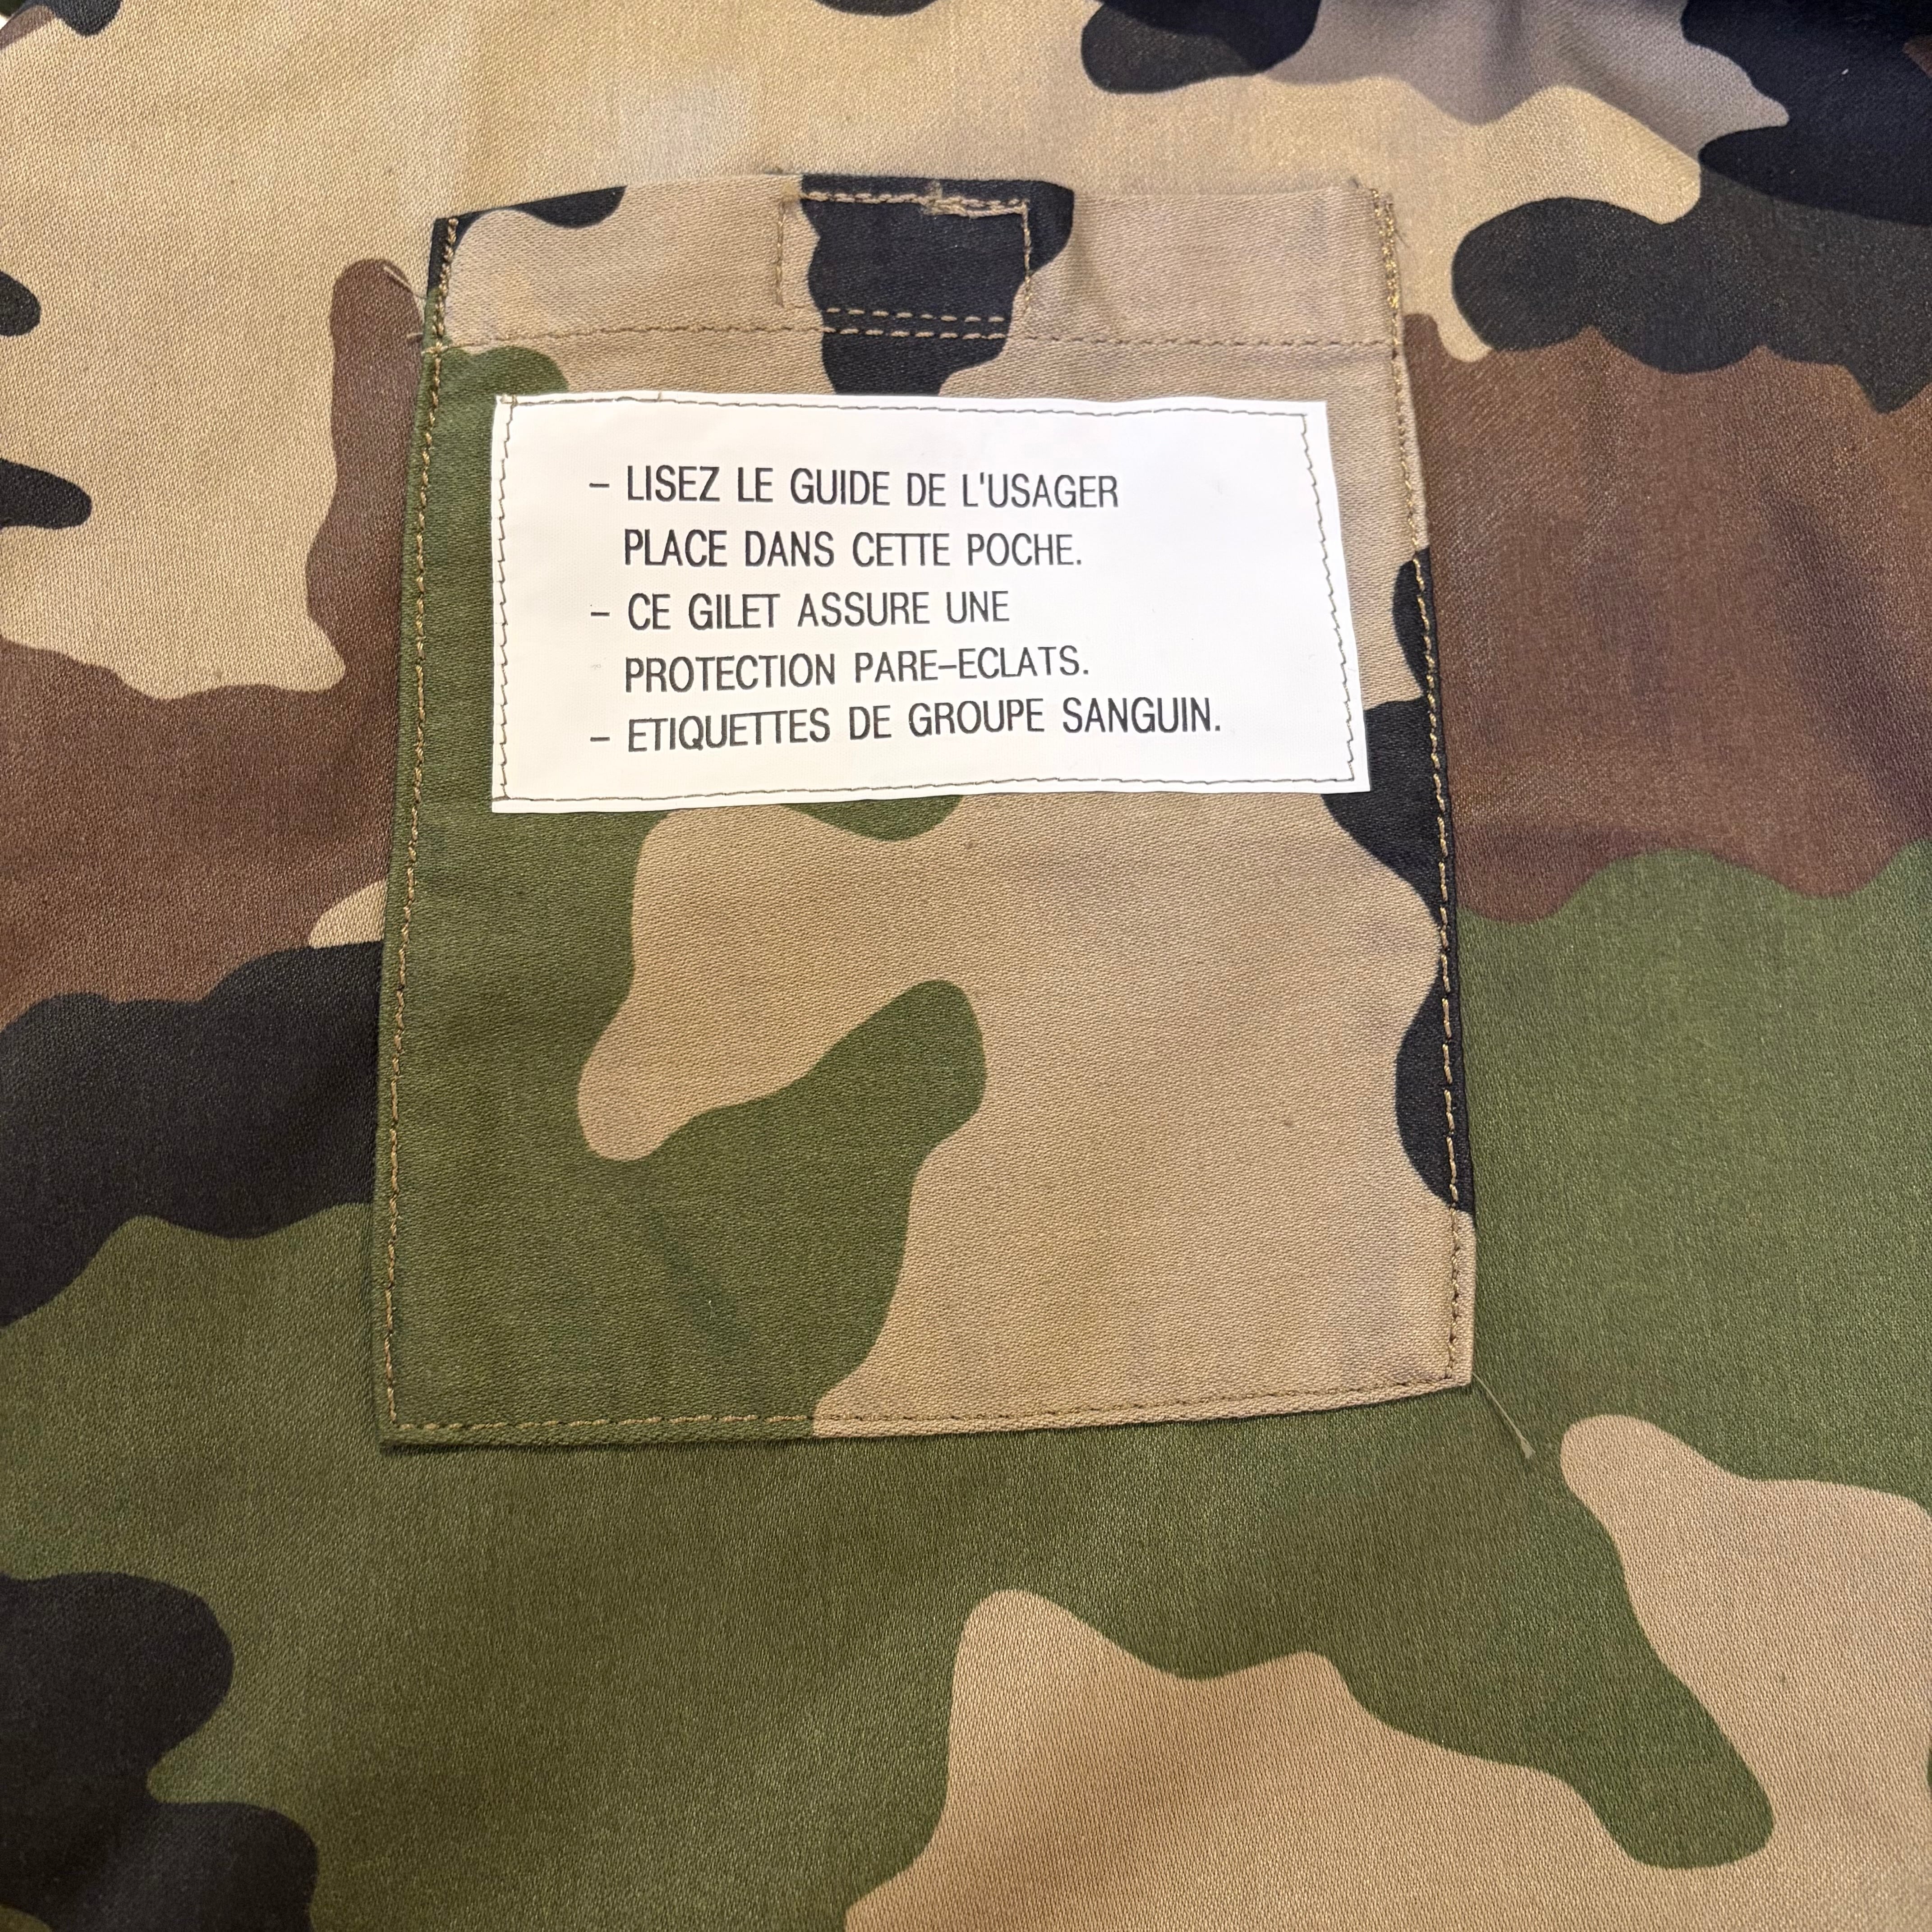 – LISEZ LE GUIDE DE L'USAGER
PLACE DANS CETTE POCHE.
– CE GILET ASSURE UNE
PROTECTION PARE–ECLATS.
– ETIQUETTES DE GROUPE SANGUIN.